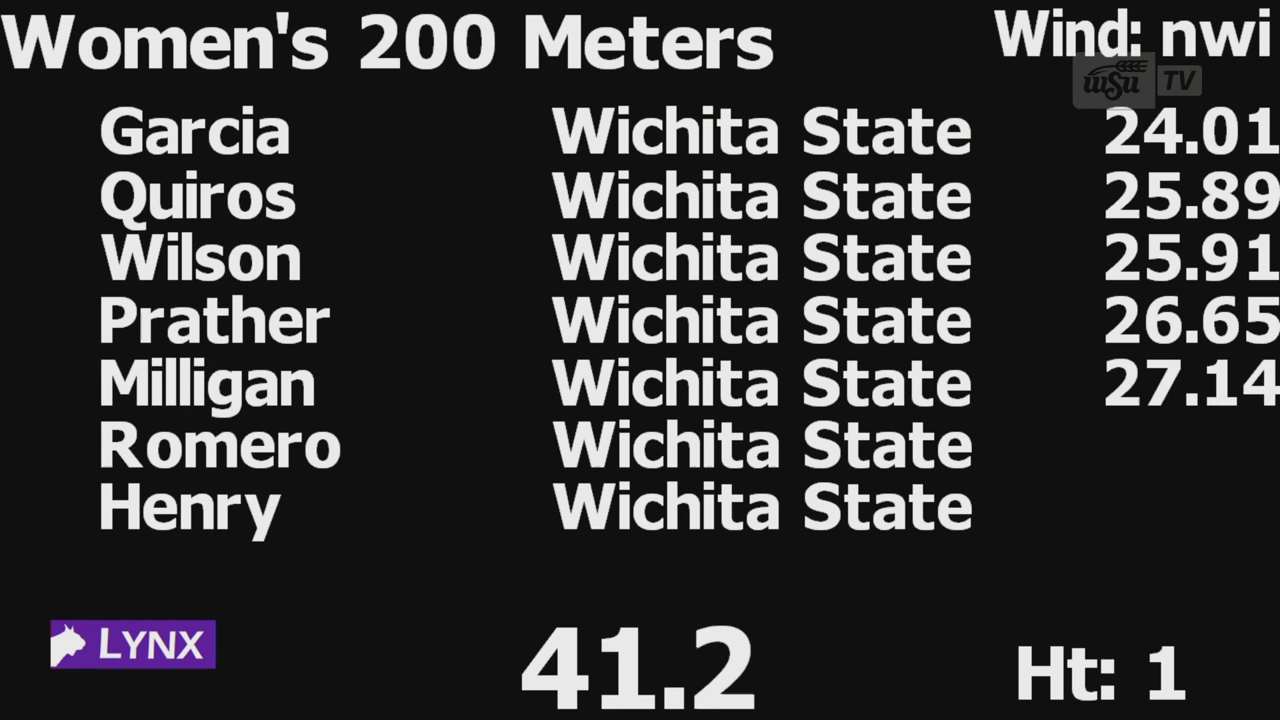 Women's 200 Meters Wind: nwi
WSU TV
Garcia Wichita State 24.01
Quiros Wichita State 25.89
Wilson Wichita State 25.91
Prather Wichita State 26.65
Milligan Wichita State 27.14
Romero Wichita State
Henry Wichita State
LYNX 41.2 Ht: 1